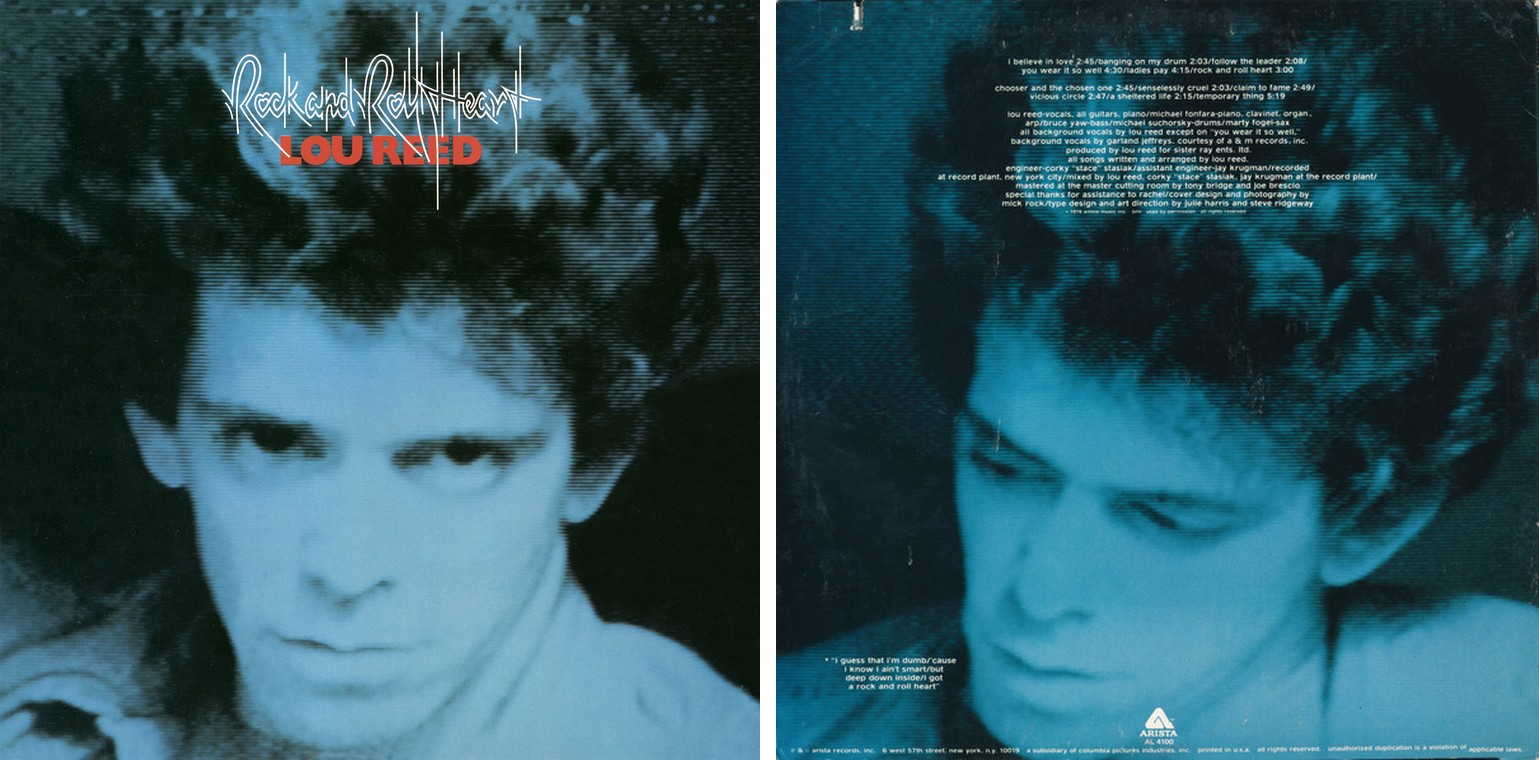 Rock and Roll Heart
LOU REED
i believe in love 2:45/banging on my drum 2:03/follow the leader 2:08/
you wear it so well 4:30/ladies pay 4:15/rock and roll heart 3:00
chooser and the chosen one 2:45/senselessly cruel 2:03/claim to fame 2:49/
vicious circle 2:47/a sheltered life 2:15/temporary thing 5:19
lou reed-vocals, all guitars, piano/michael fonfara-piano, clavinet, organ,
arp/bruce yaw-bass/michael suchorsky-drums/marty fogel-sax
all background vocals by lou reed except on "you wear it so well,"
background vocals by garland jeffreys, courtesy of a & m records, inc.
produced by lou reed for sister ray ents. ltd.
all songs written and arranged by lou reed.
engineer-corky "stace" stasiak/assistant engineer-jay krugman/recorded
at record plant, new york city/mixed by lou reed, corky "stace" stasiak, jay krugman at the record plant/
mastered at the master cutting room by tony bridge and joe brescio
special thanks for assistance to rachel/cover design and photography by
mick rock/type design and art direction by julie harris and steve ridgeway
© 1976 all rights reserved
* "i guess that i'm dumb/'cause
i know i ain't smart/but
deep down inside/i got
a rock and roll heart"
ARISTA
AL 4100
arista records, inc. 6 west 57th street, new york, n.y. 10019 a subsidiary of columbia pictures industries, inc. printed in u.s.a. all rights reserved. unauthorized duplication is a violation of applicable laws.